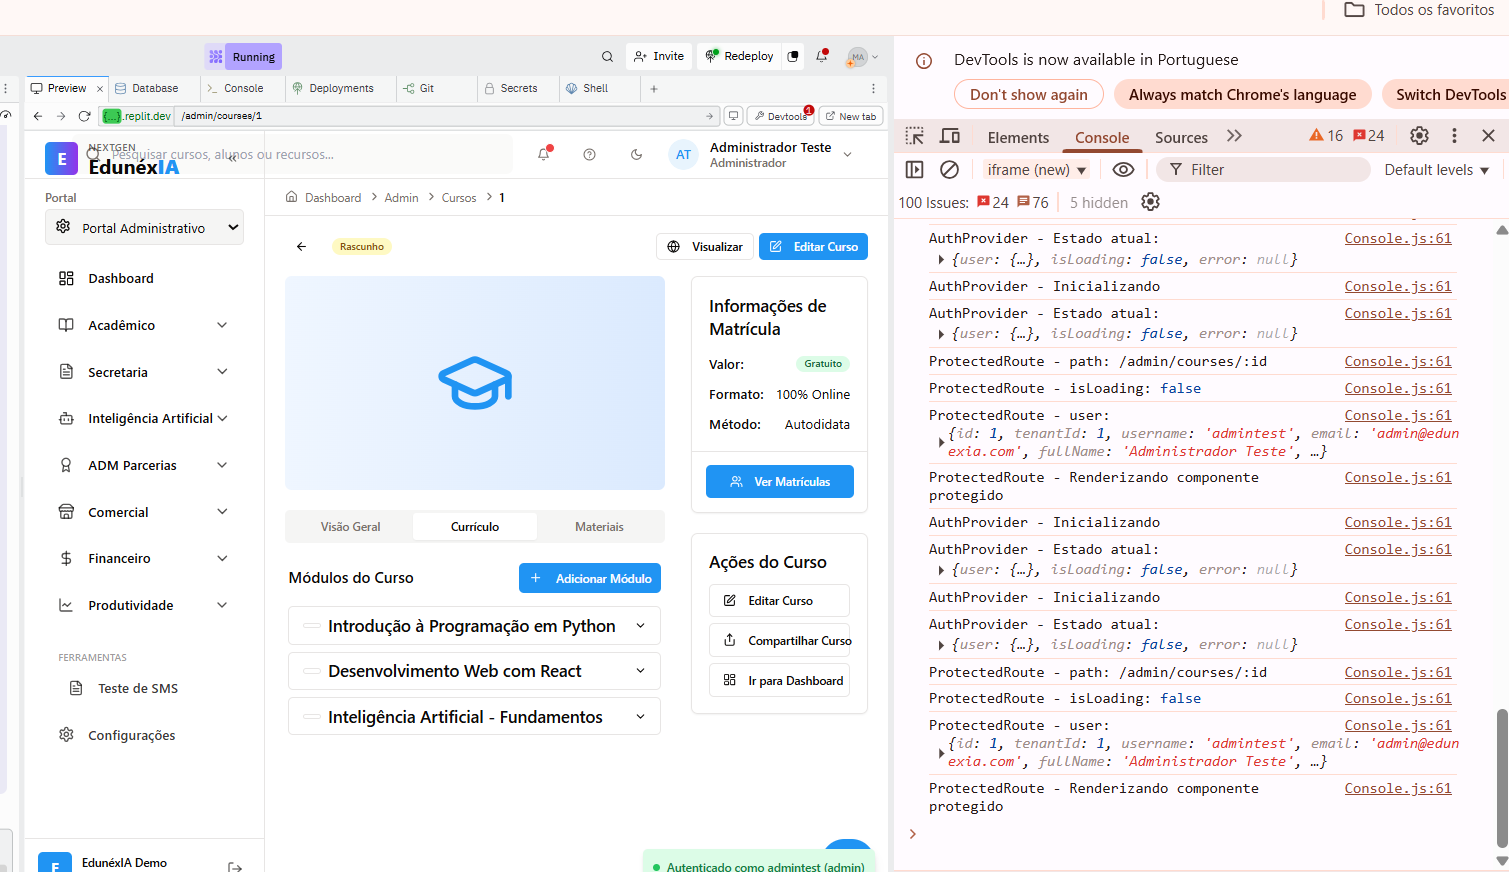 Todos os favoritos
Running
Invite
Redeploy
MA
Preview
Database
Console
Deployments
Git
Secrets
Shell
{...}.replit.dev
/admin/courses/1
Devtools
1
New tab
E
NEXTGEN
EdunéxIA
Pesquisar cursos, alunos ou recursos...
AT
Administrador Teste
Administrador
Portal
Portal Administrativo
Dashboard
Acadêmico
Secretaria
Inteligência Artificial
ADM Parcerias
Comercial
Financeiro
Produtividade
FERRAMENTAS
Teste de SMS
Configurações
E
EdunéxIA Demo
Dashboard
Admin
Cursos
1
Rascunho
Visualizar
Editar Curso
Informações de
Matrícula
Valor:
Gratuito
Formato:
100% Online
Método:
Autodidata
Ver Matrículas
Visão Geral
Currículo
Materiais
Módulos do Curso
Adicionar Módulo
Introdução à Programação em Python
Desenvolvimento Web com React
Inteligência Artificial - Fundamentos
Ações do Curso
Editar Curso
Compartilhar Curso
Ir para Dashboard
Autenticado como admintest (admin)
DevTools is now available in Portuguese
Don't show again
Always match Chrome's language
Switch DevTools
Elements
Console
Sources
16
24
iframe (new)
Filter
Default levels
100 Issues:
24
76
5 hidden
AuthProvider - Estado atual:
Console.js:61
{user: {…}, isLoading: false, error: null}
AuthProvider - Inicializando
Console.js:61
AuthProvider - Estado atual:
Console.js:61
{user: {…}, isLoading: false, error: null}
ProtectedRoute - path: /admin/courses/:id
Console.js:61
ProtectedRoute - isLoading: false
Console.js:61
ProtectedRoute - user:
Console.js:61
{id: 1, tenantId: 1, username: 'admintest', email: 'admin@edun
exia.com', fullName: 'Administrador Teste', …}
ProtectedRoute - Renderizando componente
Console.js:61
protegido
AuthProvider - Inicializando
Console.js:61
AuthProvider - Estado atual:
Console.js:61
{user: {…}, isLoading: false, error: null}
AuthProvider - Inicializando
Console.js:61
AuthProvider - Estado atual:
Console.js:61
{user: {…}, isLoading: false, error: null}
ProtectedRoute - path: /admin/courses/:id
Console.js:61
ProtectedRoute - isLoading: false
Console.js:61
ProtectedRoute - user:
Console.js:61
{id: 1, tenantId: 1, username: 'admintest', email: 'admin@edun
exia.com', fullName: 'Administrador Teste', …}
ProtectedRoute - Renderizando componente
Console.js:61
protegido